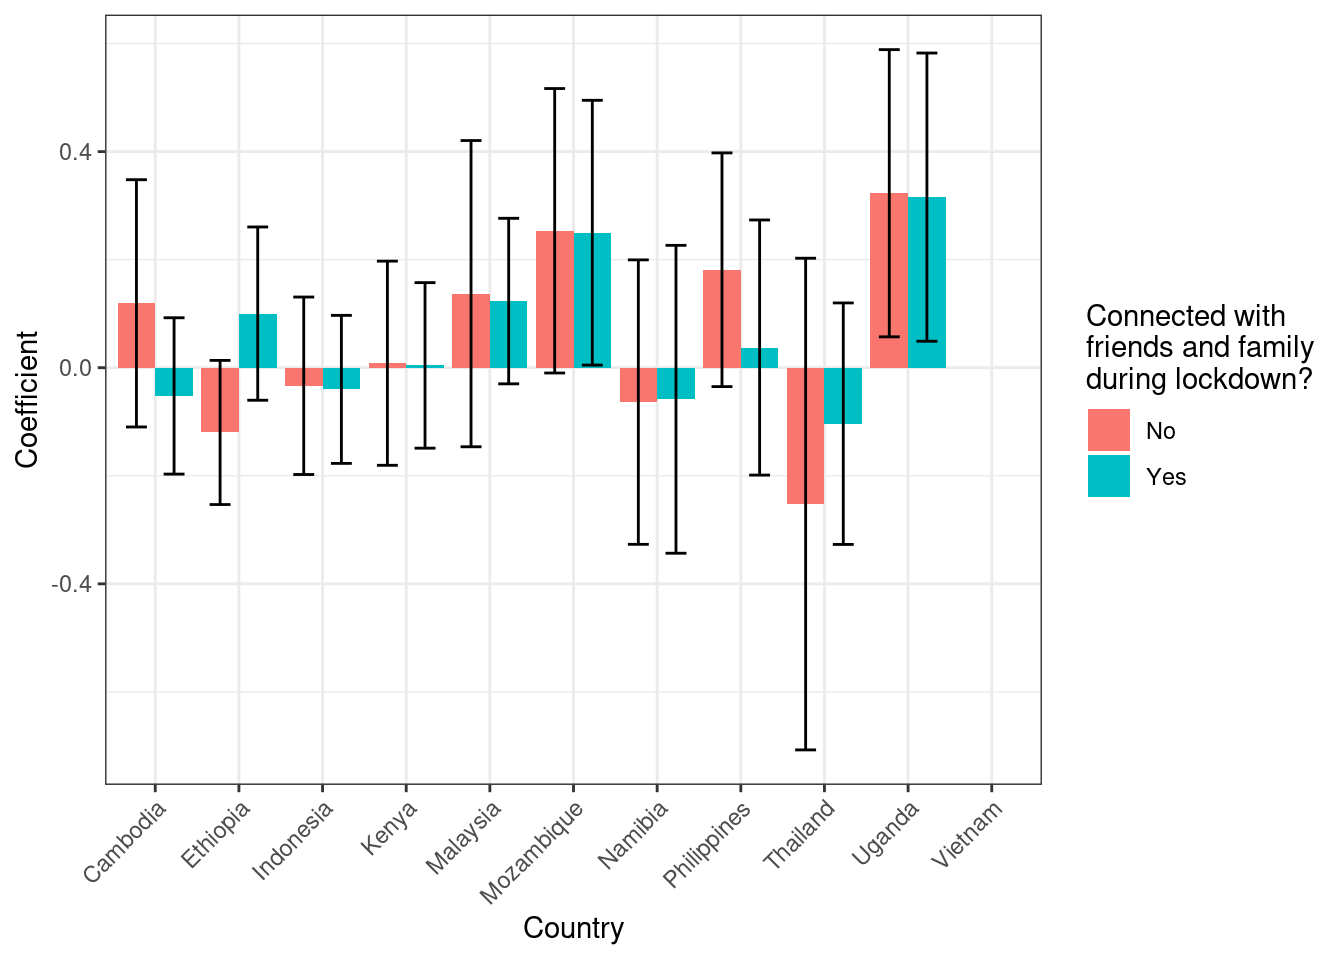 0.4
0.0
-0.4
Coefficient
Cambodia
Ethiopia
Indonesia
Kenya
Malaysia
Mozambique
Namibia
Philippines
Thailand
Uganda
Vietnam
Country
Connected with
friends and family
during lockdown?
No
Yes